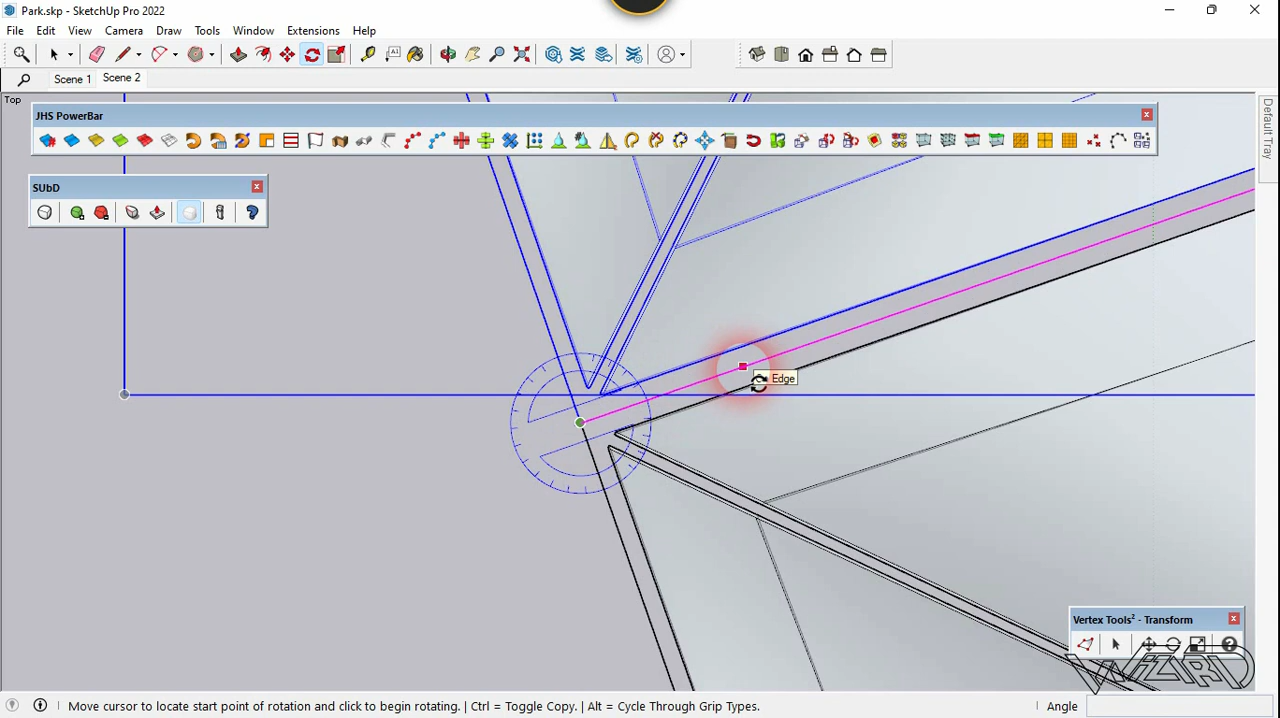 Park.skp - SketchUp Pro 2022
File Edit View Camera Draw Tools Window Extensions Help
Scene 1 Scene 2
Top
Default Tray
JHS PowerBar
SUbD
Edge
Vertex Tools² - Transform
WIZARD
Move cursor to locate start point of rotation and click to begin rotating. | Ctrl = Toggle Copy. | Alt = Cycle Through Grip Types.
Angle